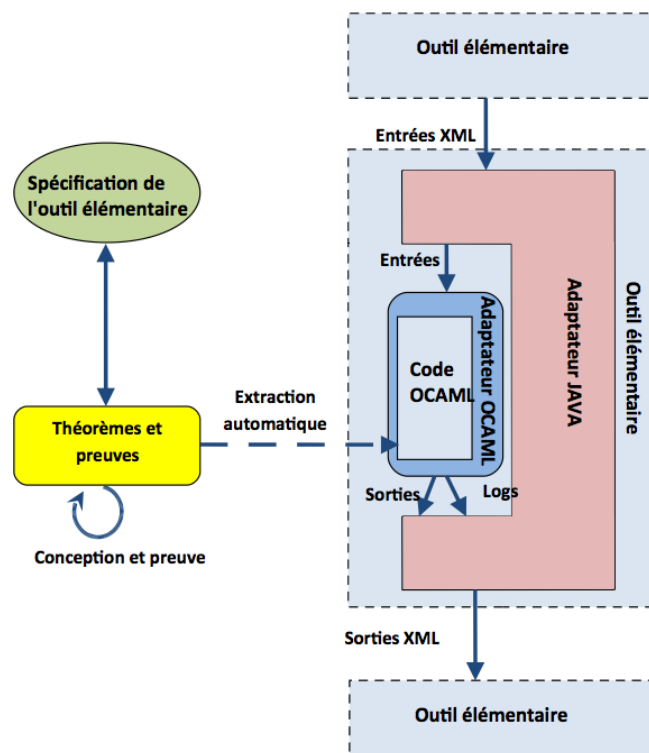 Outil élémentaire
Entrées XML
Spécification de
l'outil élémentaire
Entrées
Adaptateur OCAML
Adaptateur JAVA
Outil élémentaire
Code
OCAML
Extraction
automatique
Théorèmes et
preuves
Sorties
Logs
Conception et preuve
Sorties XML
Outil élémentaire